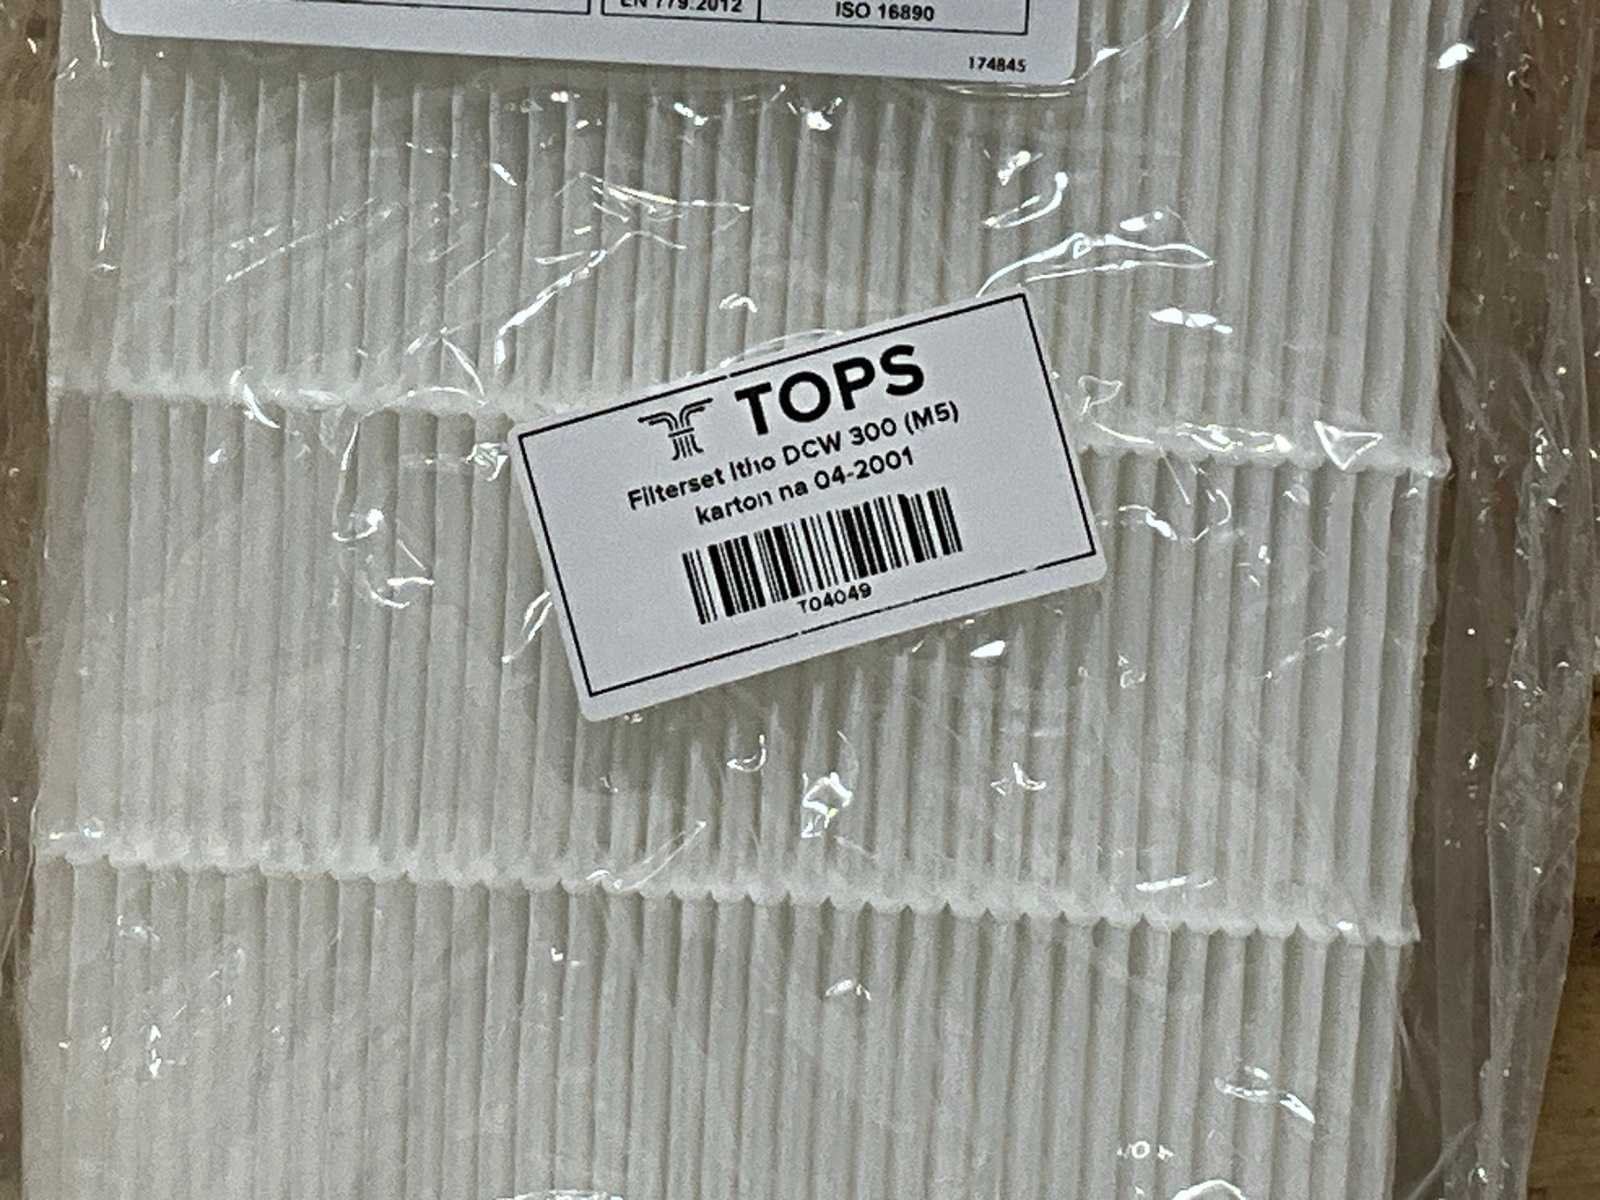 EN 779:2012
ISO 16890
174845
TOPS
Filterset Itho DCW 300 (M5)
karton na 04-2001
T04049